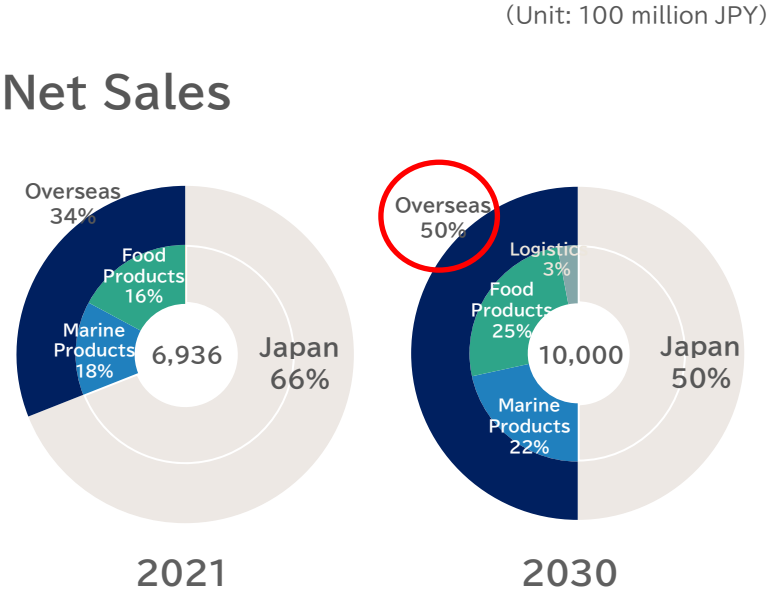 (Unit: 100 million JPY)
Net Sales
Overseas
34%
Food
Products
16%
Marine
Products
18%
6,936
Japan
66%
2021
Overseas
50%
Logistic
3%
Food
Products
25%
Marine
Products
22%
10,000
Japan
50%
2030